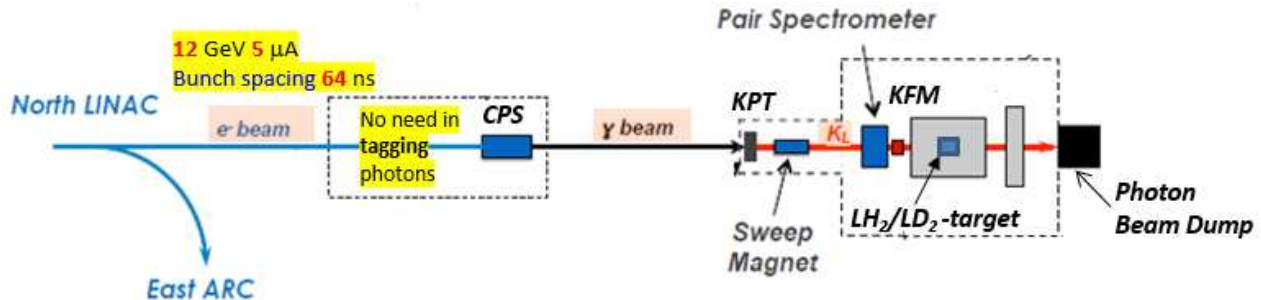 Pair Spectrometer
12 GeV 5 μA
Bunch spacing 64 ns
North LINAC
e⁻ beam
No need in
tagging
photons
CPS
γ beam
KPT
K_L
KFM
Sweep
Magnet
LH₂/LD₂-target
Photon
Beam Dump
East ARC